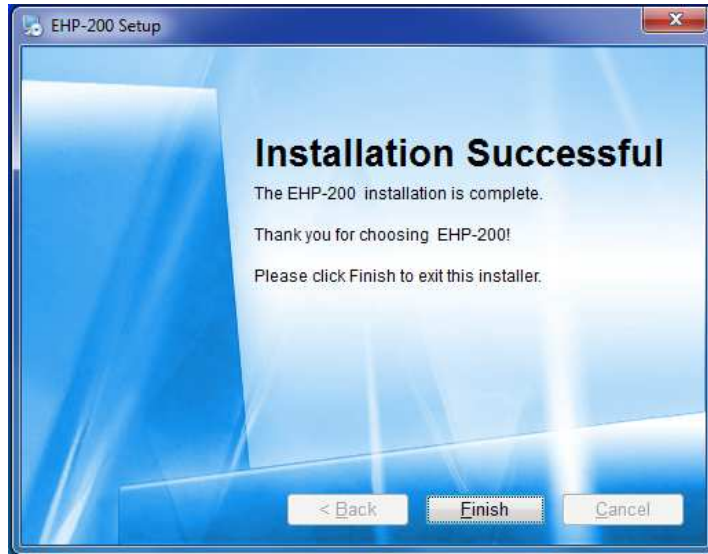 EHP-200 Setup
Installation Successful
The EHP-200 installation is complete.
Thank you for choosing EHP-200!
Please click Finish to exit this installer.
< Back Finish Cancel